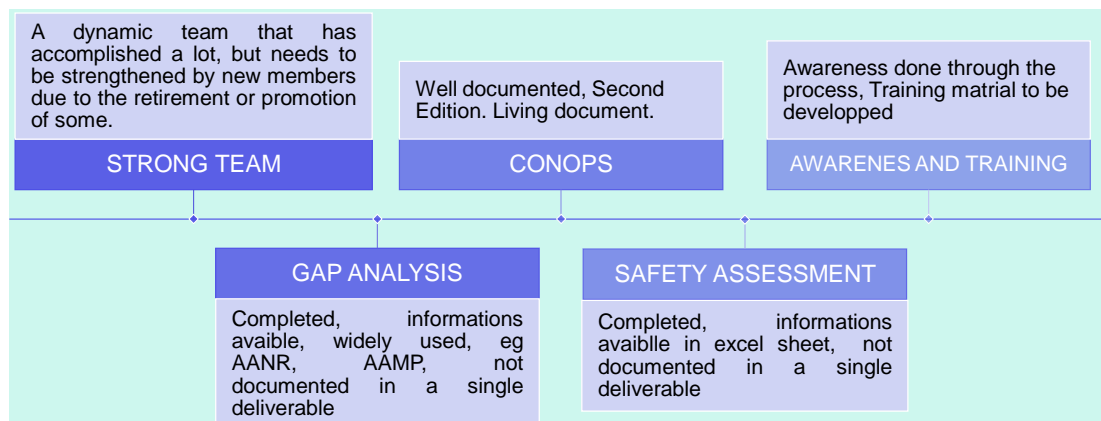 A dynamic team that has
accomplished a lot, but needs to
be strengthened by new members
due to the retirement or promotion
of some.
STRONG TEAM
Well documented, Second
Edition. Living document.
CONOPS
Awareness done through the
process, Training matrial to be
developped
AWARENES AND TRAINING
GAP ANALYSIS
Completed, informations
avaible, widely used, eg
AANR, AAMP, not
documented in a single
deliverable
SAFETY ASSESSMENT
Completed, informations
avaiblle in excel sheet, not
documented in a single
deliverable